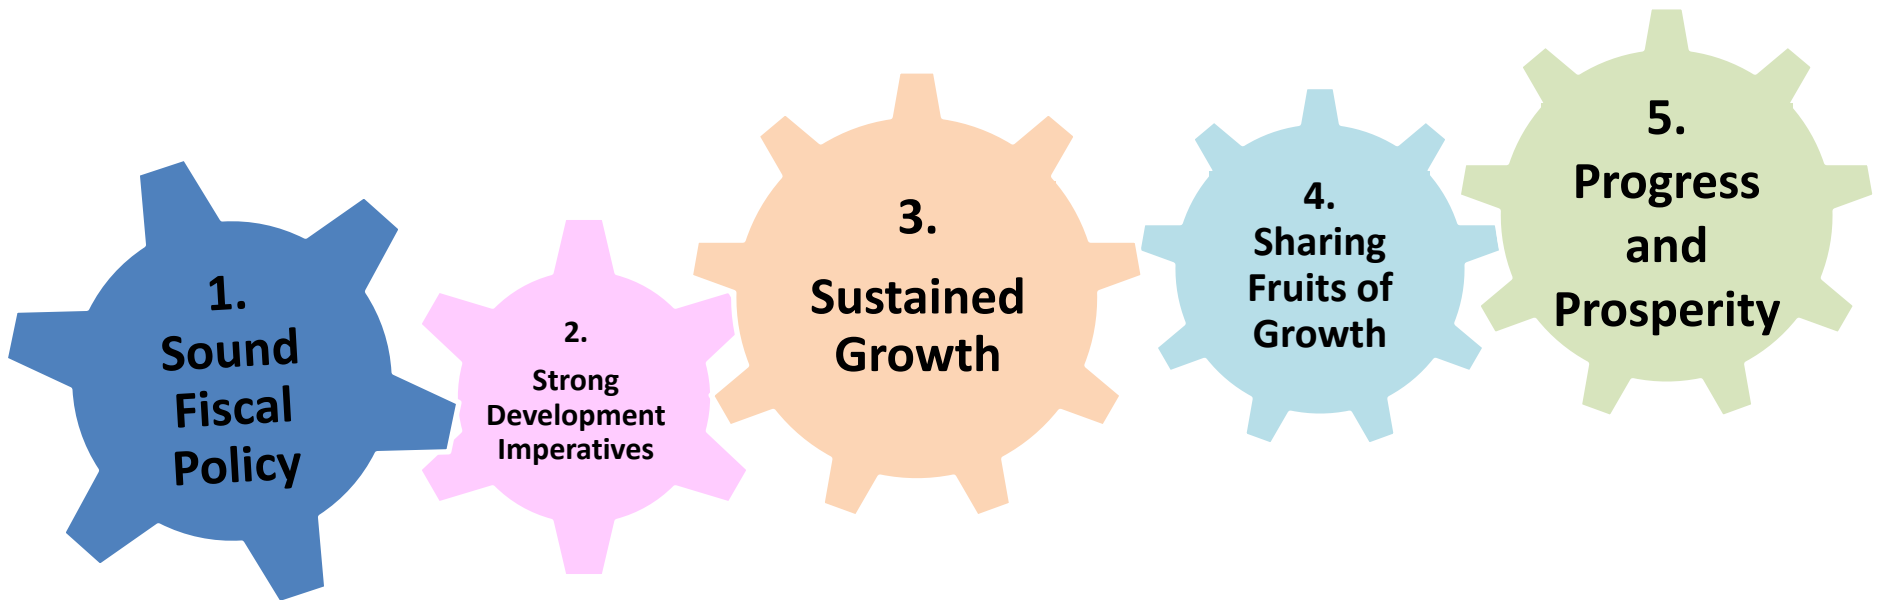 1.
Sound
Fiscal
Policy
2.
Strong
Development
Imperatives
3.
Sustained
Growth
4.
Sharing
Fruits of
Growth
5.
Progress
and
Prosperity